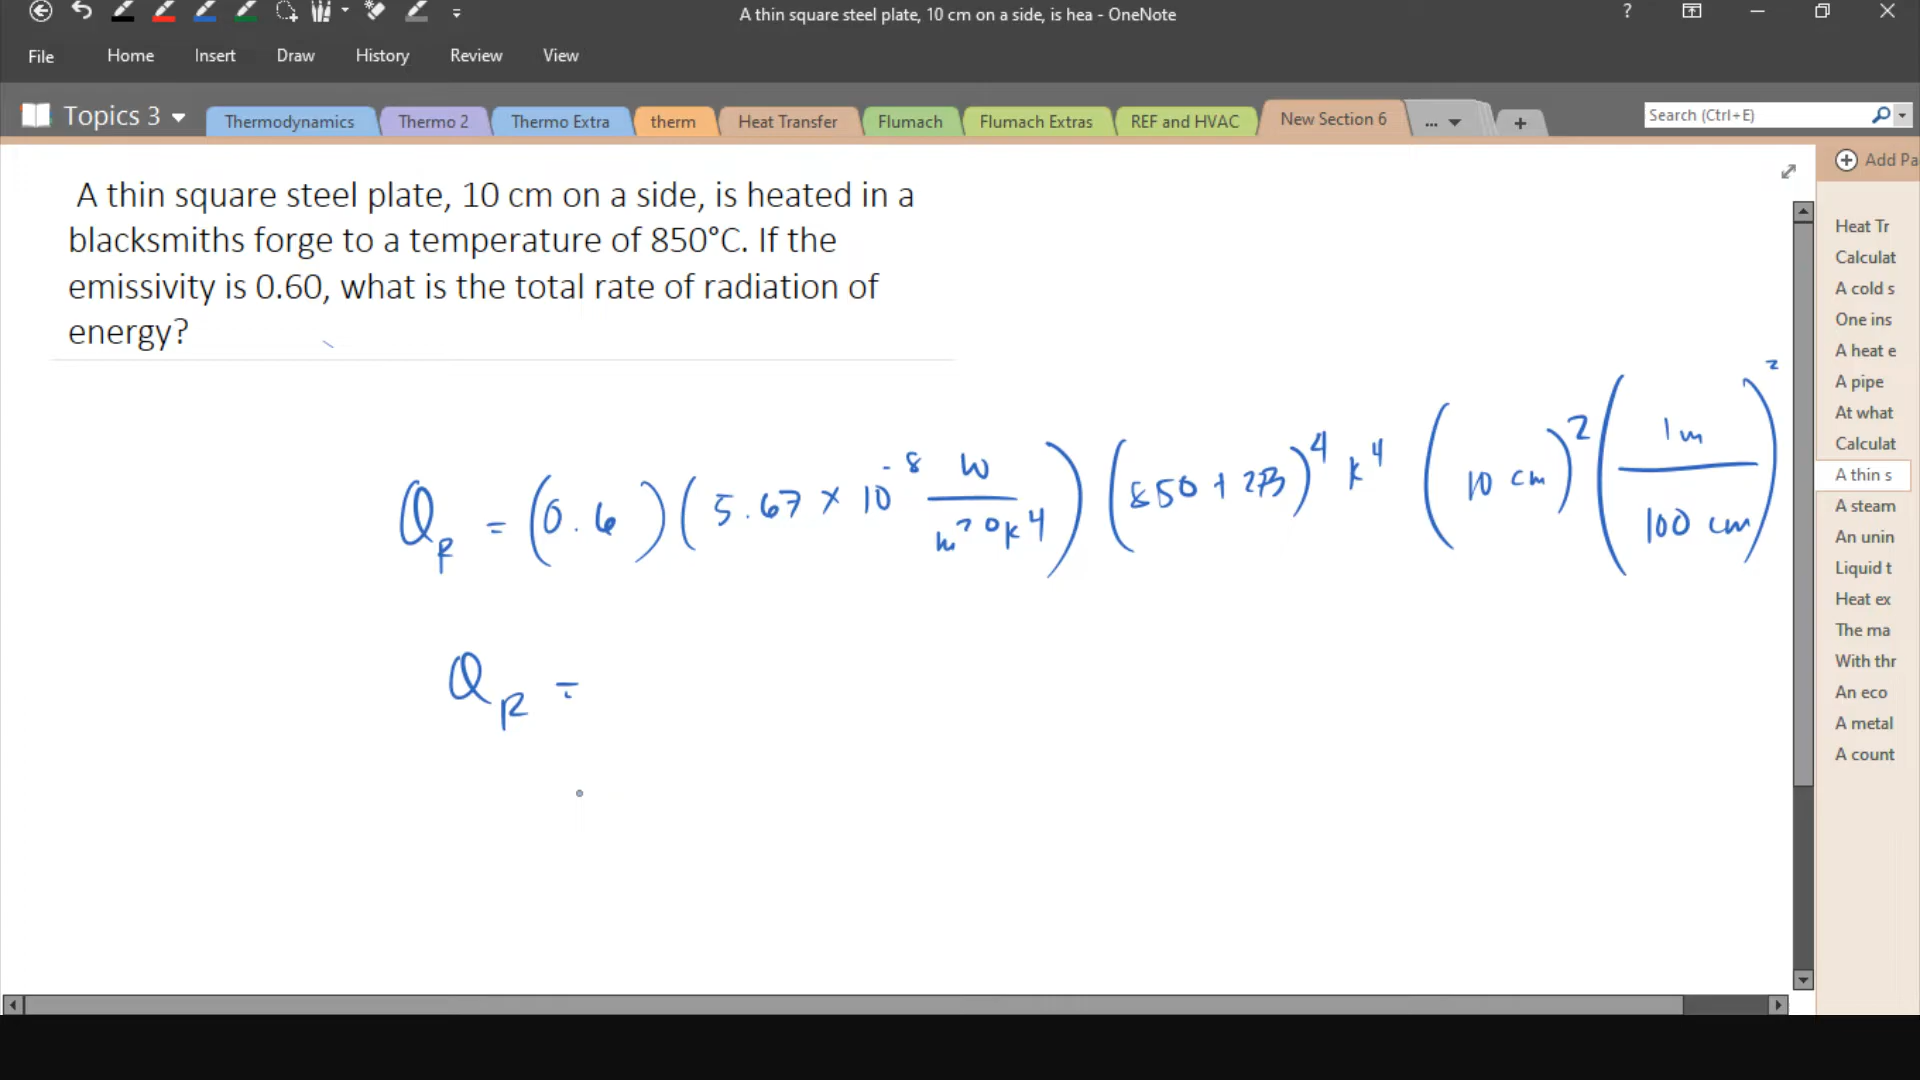 A thin square steel plate, 10 cm on a side, is hea - OneNote
?
File Home Insert Draw History Review View
Topics 3
Thermodynamics Thermo 2 Thermo Extra therm Heat Transfer Flumach Flumach Extras REF and HVAC New Section 6 ... +
Search (Ctrl+E)
A thin square steel plate, 10 cm on a side, is heated in a
blacksmiths forge to a temperature of 850°C. If the
emissivity is 0.60, what is the total rate of radiation of
energy?
Q_R = (0.6)(5.67 × 10^-8 W/m² °K⁴)(850 + 273)⁴ K⁴ (10 cm)² (1m/100 cm)²
Q_R =
Add Pa
Heat Tr
Calculat
A cold s
One ins
A heat e
A pipe
At what
Calculat
A thin s
A steam
An unin
Liquid t
Heat ex
The ma
With thr
An eco
A metal
A count